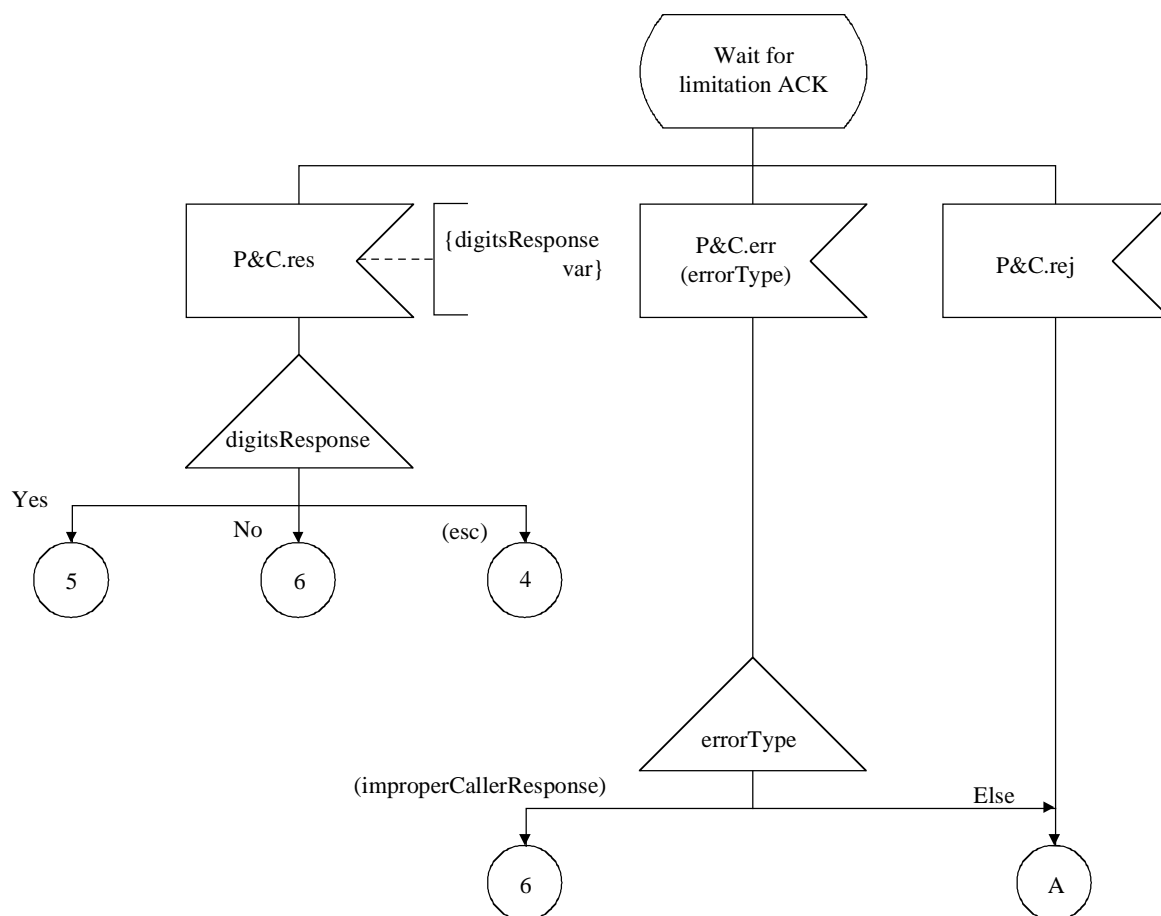 Wait for
limitation ACK
P&C.res
{digitsResponse
var}
P&C.err
(errorType)
P&C.rej
digitsResponse
Yes
No
(esc)
5
6
4
errorType
(improperCallerResponse)
Else
6
A